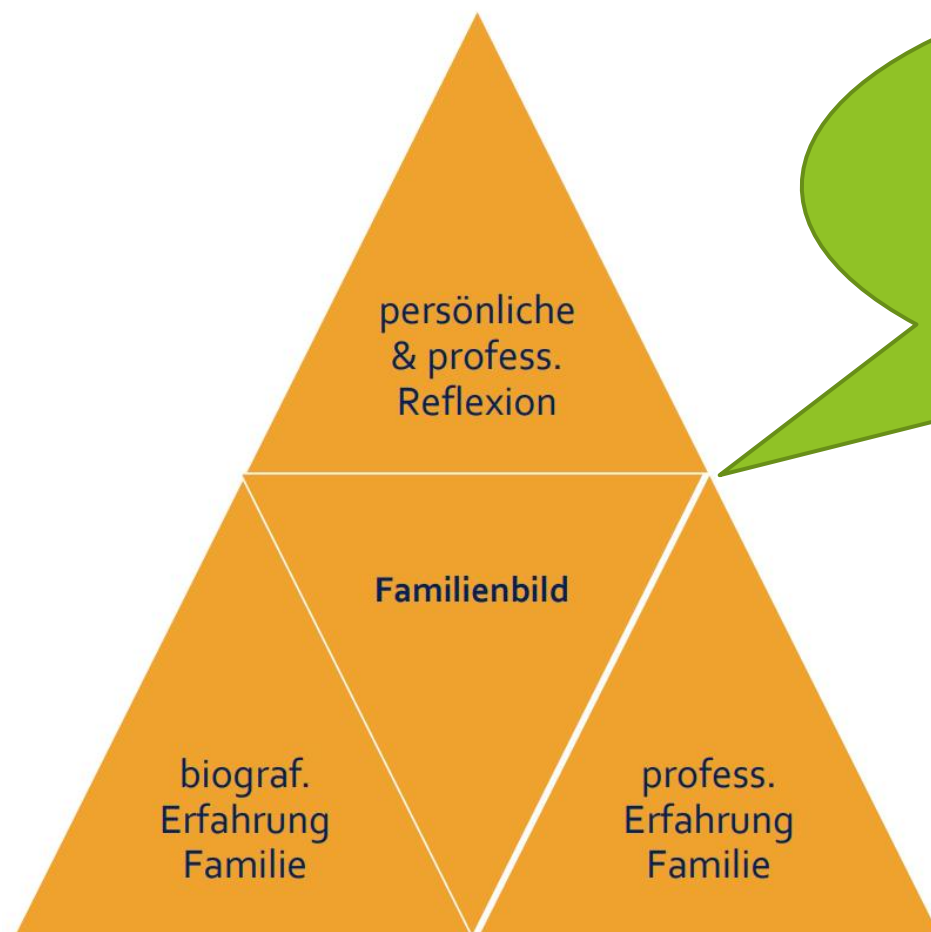 persönliche
& profess.
Reflexion
Familienbild
biograf.
Erfahrung
Familie
profess.
Erfahrung
Familie